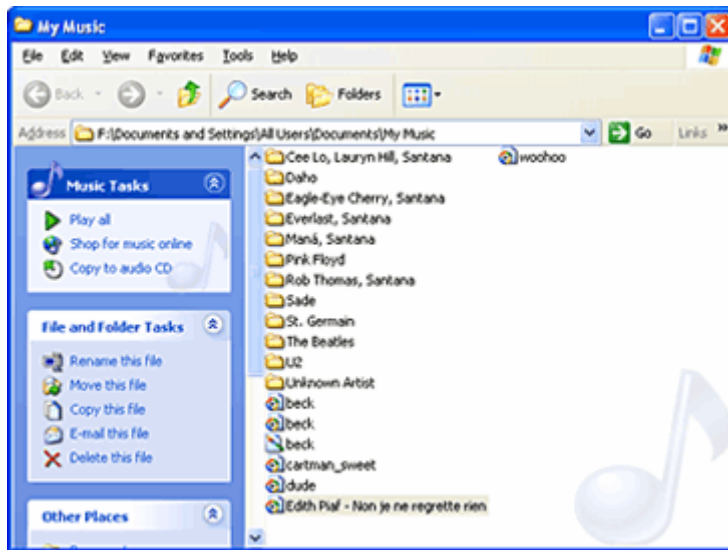 My Music
File Edit View Favorites Tools Help
Back Search Folders
Address F:\Documents and Settings\All Users\Documents\My Music Go Links »
Music Tasks
Play all
Shop for music online
Copy to audio CD
File and Folder Tasks
Rename this file
Move this file
Copy this file
E-mail this file
Delete this file
Other Places
Cee Lo, Lauryn Hill, Santana
Daho
Eagle-Eye Cherry, Santana
Everlast, Santana
Maná, Santana
Pink Floyd
Rob Thomas, Santana
Sade
St. Germain
The Beatles
U2
Unknown Artist
beck
beck
beck
cartman_sweet
dude
Edith Piaf - Non je ne regrette rien
woohoo